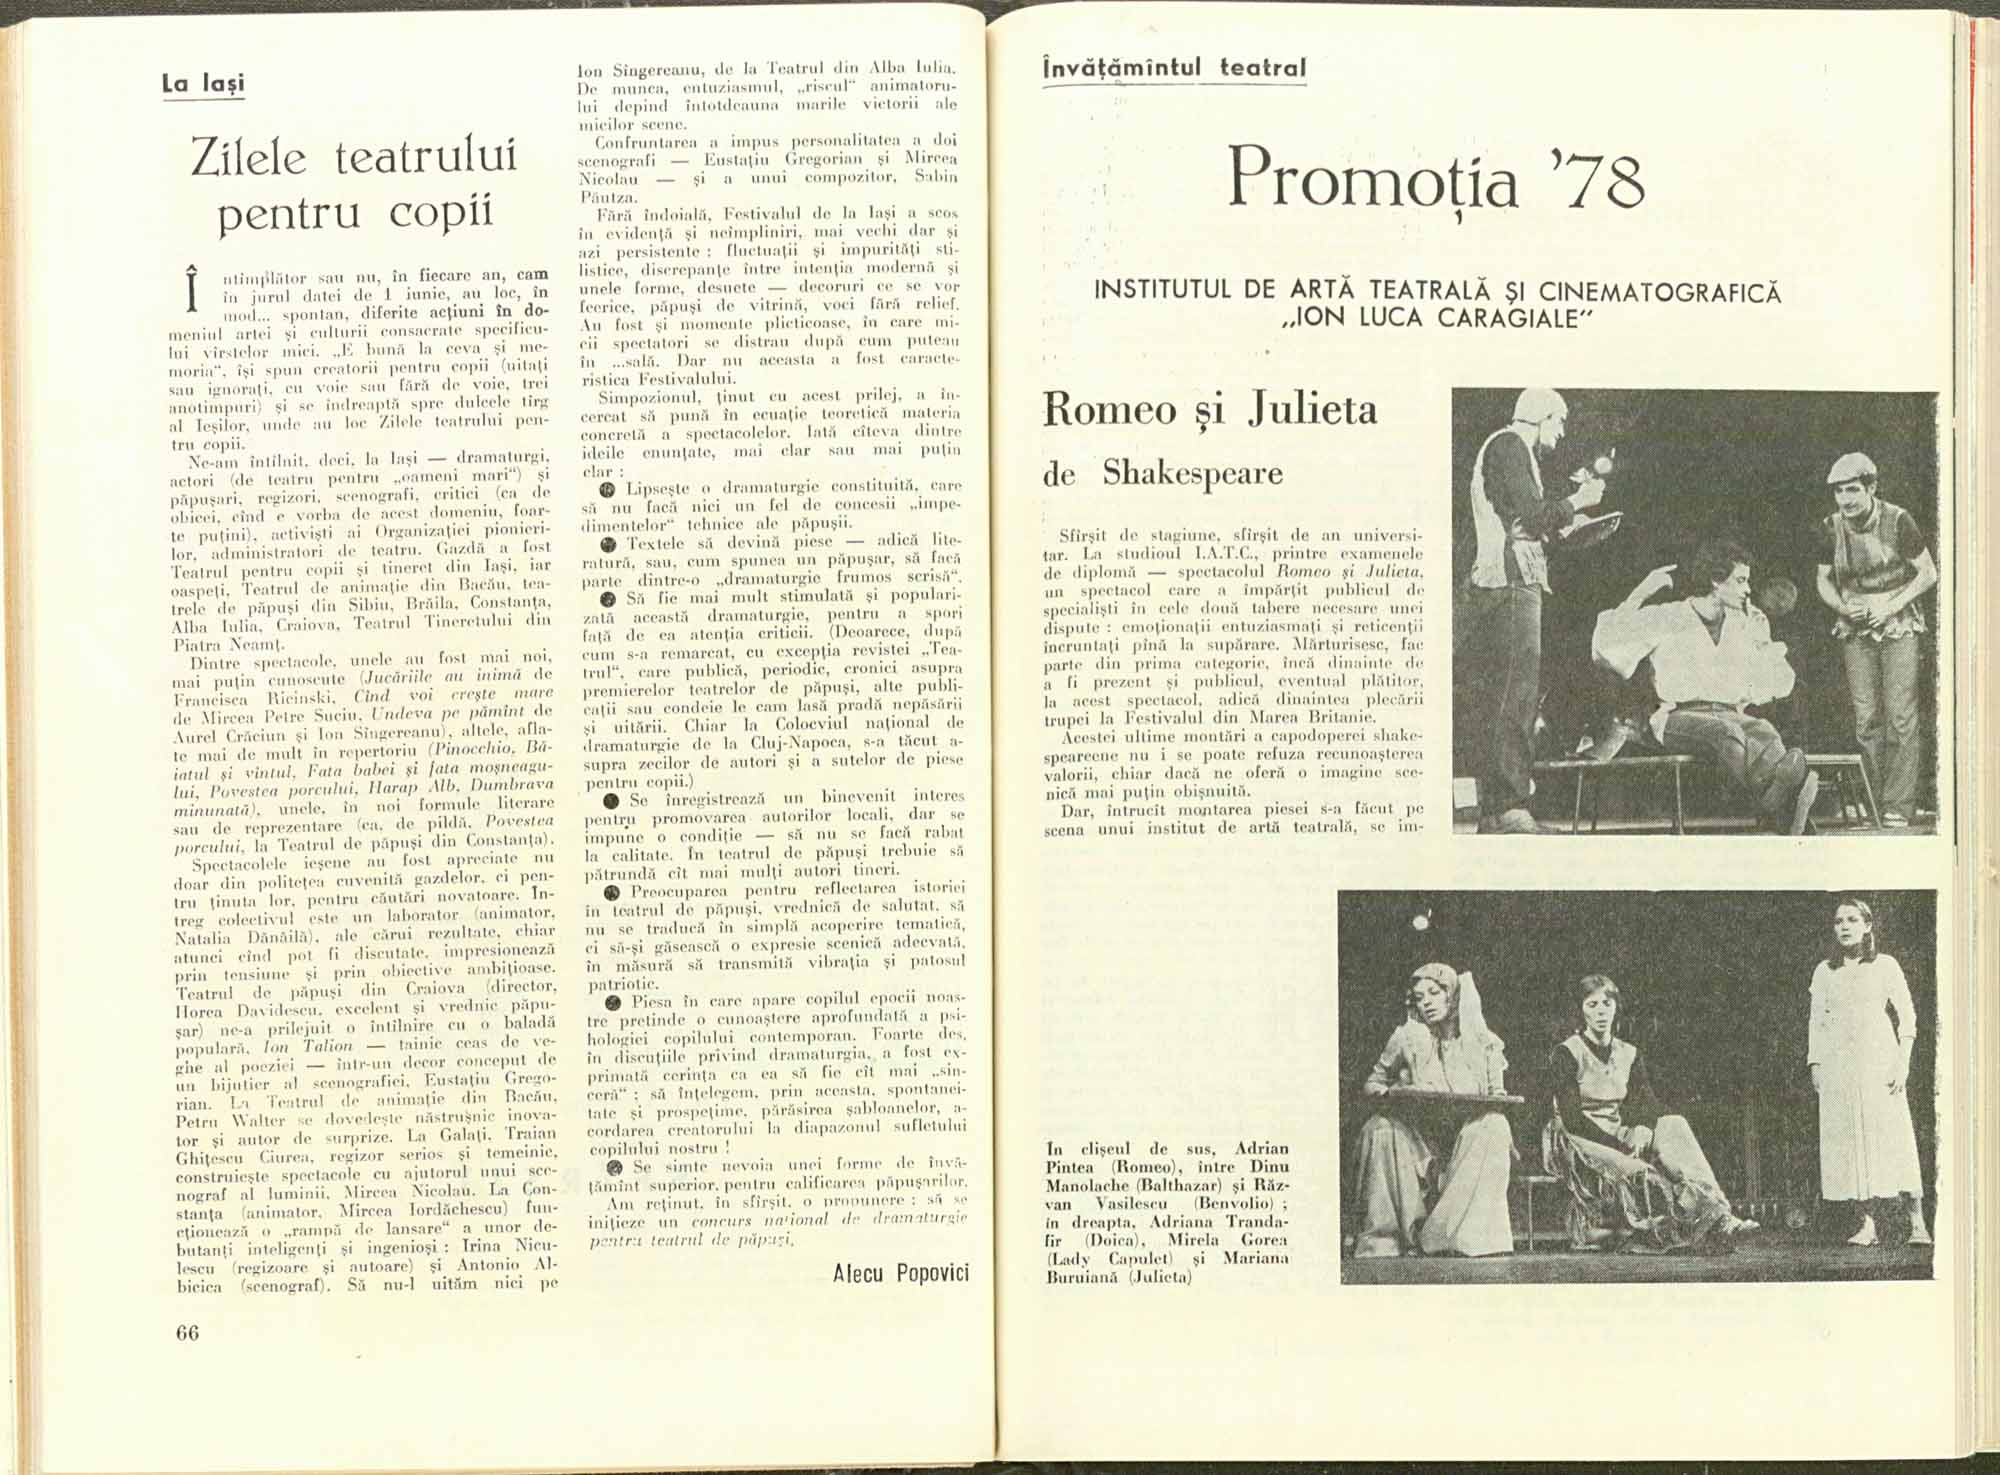 La Iași
Zilele teatrului
pentru copii
Întîmplător sau nu, în fiecare an, cam
în jurul datei de 1 iunie, au loc, în
mod... spontan, diferite acțiuni în do-
meniul artei și culturii consacrate specificu-
lui vîrstelor mici. „E bună la ceva și me-
moria“, își spun creatorii pentru copii (uitați
sau ignorați, cu voie sau fără de voie, trei
anotimpuri) și se îndreaptă spre dulcele tîrg
al Ieșilor, unde au loc Zilele teatrului pen-
tru copii.
Ne-am întîlnit, deci, la Iași — dramaturgi,
actori (de teatru pentru „oameni mari“) și
păpușari, regizori, scenografi, critici (ca de
obicei, cînd e vorba de acest domeniu, foar-
te puțini), activiști ai Organizației pionieri-
lor, administratori de teatru. Gazdă a fost
Teatrul pentru copii și tineret din Iași, iar
oaspeți, Teatrul de animație din Bacău, tea-
trele de păpuși din Sibiu, Brăila, Constanța,
Alba Iulia, Craiova, Teatrul Tineretului din
Piatra Neamț.
Dintre spectacole, unele au fost mai noi,
mai puțin cunoscute (Jucăriile au inimă de
Francisca Ricinski, Cînd voi crește mare
de Mircea Petre Suciu, Undeva pe pămînt de
Aurel Crăciun și Ion Sîngereanu), altele, afla-
te mai de mult în repertoriu (Pinocchio, Bă-
iatul și vîntul, Fata babei și fata moșneagu-
lui, Povestea porcului, Harap Alb, Dumbrava
minunată), unele, în noi formule literare
sau de reprezentare (ca, de pildă, Povestea
porcului, la Teatrul de păpuși din Constanța).
Spectacolele ieșene au fost apreciate nu
doar din politețea cuvenită gazdelor, ci pen-
tru ținuta lor, pentru căutări novatoare. În-
treg colectivul este un laborator (animator,
Natalia Dănăilă), ale cărui rezultate, chiar
atunci cînd pot fi discutate, impresionează
prin tensiune și prin obiective ambițioase.
Teatrul de păpuși din Craiova (director,
Horea Davidescu, excelent și vrednic păpu-
șar) ne-a prilejuit o întîlnire cu o baladă
populară, Ion Talion — tainic ceas de ve-
ghe al poeziei — într-un decor conceput de
un bijutier al scenografiei, Eustațiu Grego-
rian. La Teatrul de animație din Bacău,
Petru Walter se dovedește năstrușnic inova-
tor și autor de surprize. La Galați, Traian
Ghițescu Ciurea, regizor serios și temeinic,
construiește spectacole cu ajutorul unui sce-
nograf al luminii, Mircea Nicolau. La Con-
stanța (animator, Mircea Iordăchescu) fun-
cționează o „rampă de lansare“ a unor de-
butanți inteligenți și ingenioși : Irina Nicu-
lescu (regizoare și autoare) și Antonio Al-
bicica (scenograf). Să nu-l uităm nici pe
66
Ion Sîngereanu, de la Teatrul din Alba Iulia.
De munca, entuziasmul, „riscul“ animatoru-
lui depind întotdeauna marile victorii ale
micilor scene.
Confruntarea a impus personalitatea a doi
scenografi — Eustațiu Gregorian și Mircea
Nicolau — și a unui compozitor, Sabin
Păutza.
Fără îndoială, Festivalul de la Iași a scos
în evidență și neîmpliniri, mai vechi dar și
azi persistente : fluctuații și impurități sti-
listice, discrepanțe între intenția modernă și
unele forme, desuete — decoruri ce se vor
feerice, păpuși de vitrină, voci fără relief.
Au fost și momente plicticoase, în care mi-
cii spectatori se distrau după cum puteau
în ...sală. Dar nu aceasta a fost caracte-
ristica Festivalului.
Simpozionul, ținut cu acest prilej, a în-
cercat să pună în ecuație teoretică materia
concretă a spectacolelor. Iată cîteva dintre
ideile enunțate, mai clar sau mai puțin
clar :
● Lipsește o dramaturgie constituită, care
să nu facă nici un fel de concesii „impe-
dimentelor“ tehnice ale păpușii.
● Textele să devină piese — adică lite-
ratură, sau, cum spunea un păpușar, să facă
parte dintre-o „dramaturgie frumos scrisă“.
● Să fie mai mult stimulată și populari-
zată această dramaturgie, pentru a spori
față de ea atenția criticii. (Deoarece, după
cum s-a remarcat, cu excepția revistei „Tea-
trul“, care publică, periodic, cronici asupra
premierelor teatrelor de păpuși, alte publi-
cații sau condeie le cam lasă pradă nepăsării
și uitării. Chiar la Colocviul național de
dramaturgie de la Cluj-Napoca, s-a tăcut a-
supra zecilor de autori și a sutelor de piese
pentru copii.)
● Se înregistrează un binevenit interes
pentru promovarea autorilor locali, dar se
impune o condiție — să nu se facă rabat
la calitate. În teatrul de păpuși trebuie să
pătrundă cît mai mulți autori tineri.
● Preocuparea pentru reflectarea istoriei
în teatrul de păpuși, vrednică de salutat, să
nu se traducă în simplă acoperire tematică,
ci să-și găsească o expresie scenică adecvată,
în măsură să transmită vibrația și patosul
patriotic.
● Piesa în care apare copilul epocii noas-
tre pretinde o cunoaștere aprofundată a psi-
hologiei copilului contemporan. Foarte des,
în discuțiile privind dramaturgia, a fost ex-
primată cerința ca ea să fie cît mai „sin-
ceră“ ; să înțelegem, prin aceasta, spontanei-
tate și prospețime, părăsirea șabloanelor, a-
cordarea creatorului la diapazonul sufletului
copilului nostru !
● Se simte nevoia unei forme de învă-
țămînt superior, pentru calificarea păpușarilor.
Am reținut, în sfîrșit, o propunere : să se
inițieze un concurs național de dramaturgie
pentru teatrul de păpuși.
Alecu Popovici
Învățămîntul teatral
Promoția ’78
INSTITUTUL DE ARTĂ TEATRALĂ ȘI CINEMATOGRAFICĂ
„ION LUCA CARAGIALE“
Romeo și Julieta
de Shakespeare
Sfîrșit de stagiune, sfîrșit de an universi-
tar. La studioul I.A.T.C., printre examenele
de diplomă — spectacolul Romeo și Julieta,
un spectacol care a împărțit publicul de
specialiști în cele două tabere necesare unei
dispute : emoționații entuziasmați și reticenții
încruntați pînă la supărare. Mărturisesc, fac
parte din prima categorie, încă dinainte de
a fi prezent și publicul, eventual plătitor,
la acest spectacol, adică dinaintea plecării
trupei la Festivalul din Marea Britanie.
Acestei ultime montări a capodoperei shake-
speareene nu i se poate refuza recunoașterea
valorii, chiar dacă ne oferă o imagine sce-
nică mai puțin obișnuită.
Dar, întrucît montarea piesei s-a făcut pe
scena unui institut de artă teatrală, se im-
În clișeul de sus, Adrian
Pintea (Romeo), între Dinu
Manolache (Balthazar) și Răz-
van Vasilescu (Benvolio) ;
în dreapta, Adriana Tranda-
fir (Doica), Mirela Gorea
(Lady Capulet) și Mariana
Buruiană (Julieta)